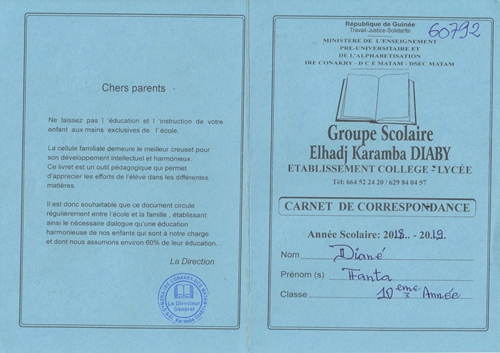 Chers parents
Ne laissez pas l 'éducation et l 'instruction de votre
enfant aux mains exclusives de l' école.
La cellule familiale demeure le meilleur creuset pour
son développement intellectuel et harmonieux.
Ce livret est un outil pédagogique qui permet
d'apprécier les efforts de l'élève dans les différentes
matières.
Il est donc souhaitable que ce document circule
régulièrement entre l'école et la famille , établissant
ainsi le nécessaire dialogue qu'une éducation
harmonieuse de nos enfants qui sont à notre charge
et dont nous assumons environ 60% de leur éducation.
La Direction
Le Directeur
Général
République de Guinée
Travail-Justice-Solidarité
60792
MINISTERE DE L'ENSEIGNEMENT
PRE-UNIVERSITAIRE ET
DE L'ALPHABETISATION
IRE CONAKRY - D C E MATAM - DSEC MATAM
Groupe Scolaire
Elhadj Karamba DIABY
ETABLISSEMENT COLLEGE - LYCÉE
Tél: 664 52 24 20 / 629 84 04 57
CARNET DE CORRESPONDANCE
Année Scolaire: 2018.. - 2019.
Nom Diané
Prénom (s) Fanta
Classe 10ème Année